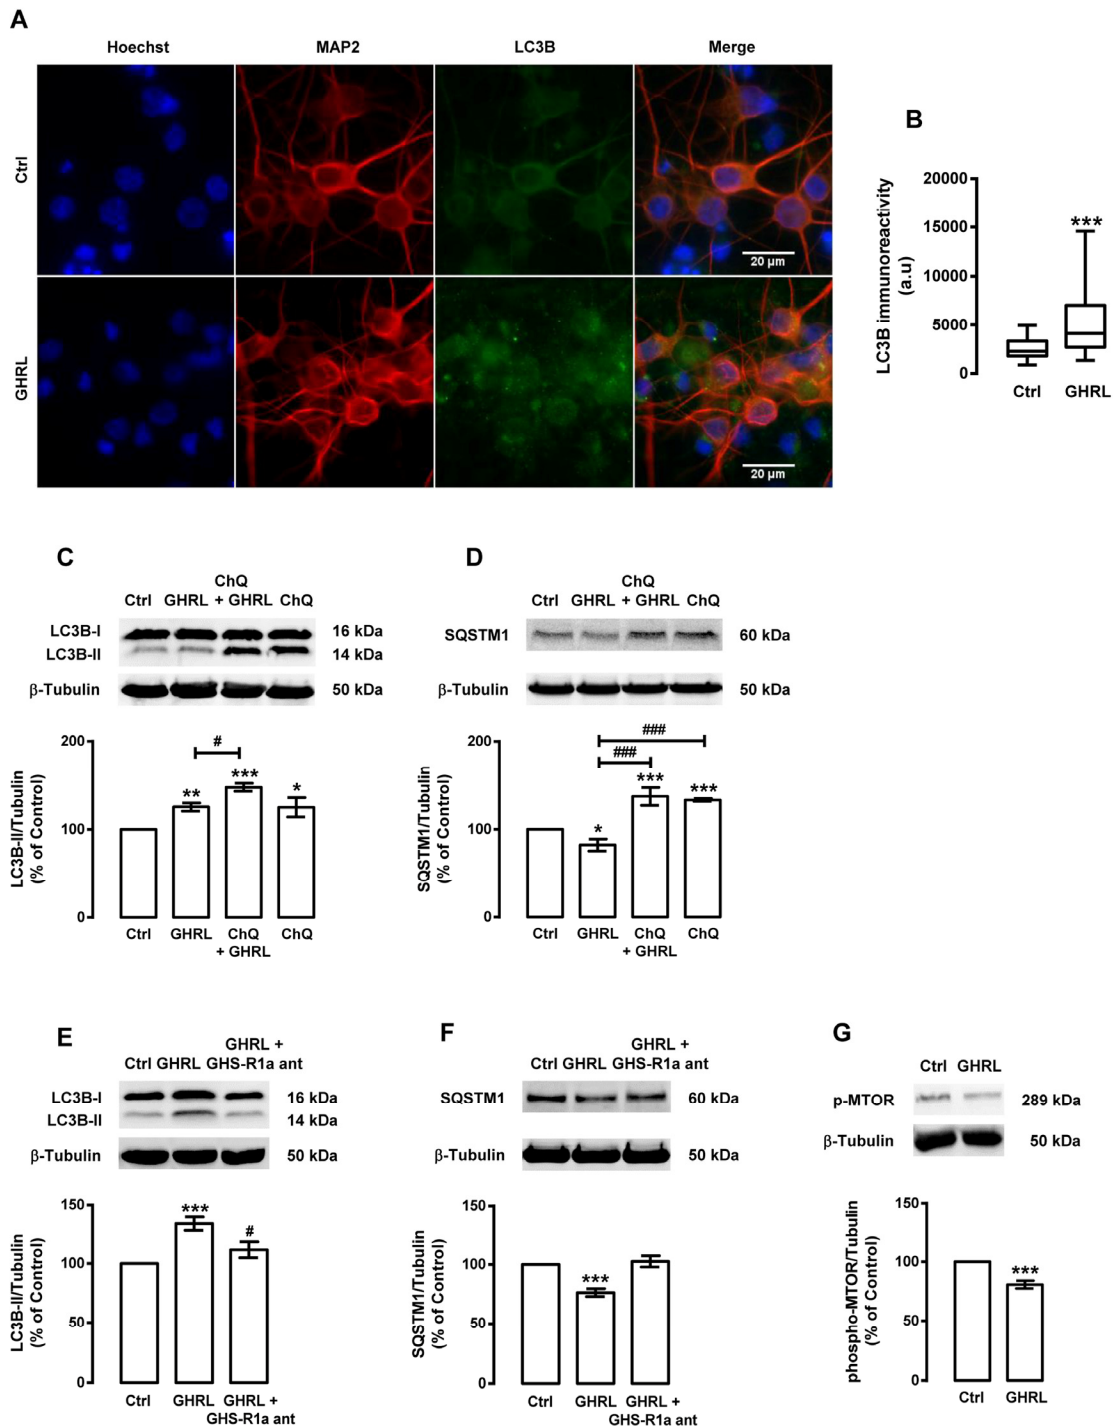 A
Hoechst MAP2 LC3B Merge
Ctrl
20 µm
GHRL
20 µm
B
LC3B immunoreactivity
(a.u)
20000
15000
10000
5000
0
***
Ctrl GHRL
C
ChQ
Ctrl GHRL + GHRL ChQ
LC3B-I 16 kDa
LC3B-II 14 kDa
β-Tubulin 50 kDa
LC3B-II/Tubulin
(% of Control)
200
100
0
#
** *** *
Ctrl GHRL ChQ ChQ
+ GHRL
D
ChQ
Ctrl GHRL + GHRL ChQ
SQSTM1 60 kDa
β-Tubulin 50 kDa
SQSTM1/Tubulin
(% of Control)
200
100
0
###
###
* *** ***
Ctrl GHRL ChQ ChQ
+ GHRL
E
GHRL +
Ctrl GHRL GHS-R1a ant
LC3B-I 16 kDa
LC3B-II 14 kDa
β-Tubulin 50 kDa
LC3B-II/Tubulin
(% of Control)
150
100
50
0
*** #
Ctrl GHRL GHRL +
GHS-R1a ant
F
GHRL +
Ctrl GHRL GHS-R1a ant
SQSTM1 60 kDa
β-Tubulin 50 kDa
SQSTM1/Tubulin
(% of Control)
150
100
50
0
***
Ctrl GHRL GHRL +
GHS-R1a ant
G
Ctrl GHRL
p-MTOR 289 kDa
β-Tubulin 50 kDa
phospho-MTOR/Tubulin
(% of Control)
150
100
50
0
***
Ctrl GHRL